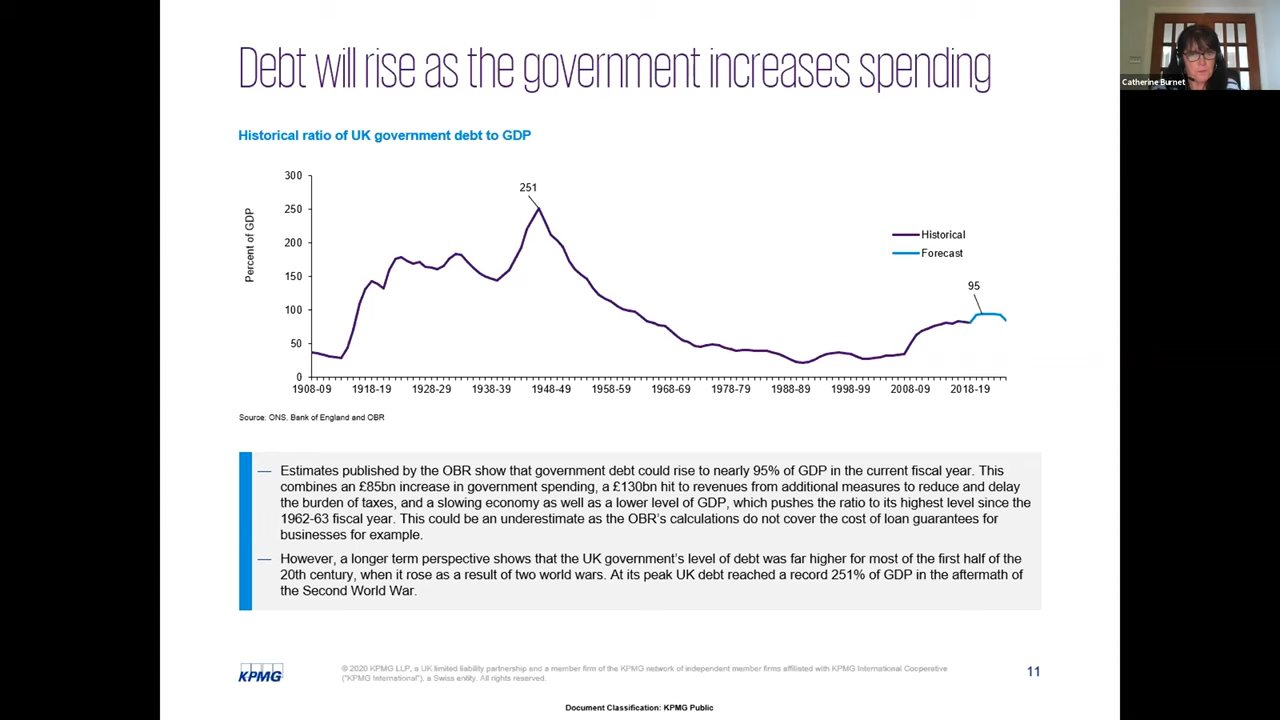 Debt will rise as the government increases spending
Catherine Burnet
Historical ratio of UK government debt to GDP
Percent of GDP
300
250
200
150
100
50
0
251
95
Historical
Forecast
1908-09 1918-19 1928-29 1938-39 1948-49 1958-59 1968-69 1978-79 1988-89 1998-99 2008-09 2018-19
Source: ONS, Bank of England and OBR
— Estimates published by the OBR show that government debt could rise to nearly 95% of GDP in the current fiscal year. This
combines an £85bn increase in government spending, a £130bn hit to revenues from additional measures to reduce and delay
the burden of taxes, and a slowing economy as well as a lower level of GDP, which pushes the ratio to its highest level since the
1962-63 fiscal year. This could be an underestimate as the OBR's calculations do not cover the cost of loan guarantees for
businesses for example.
— However, a longer term perspective shows that the UK government's level of debt was far higher for most of the first half of the
20th century, when it rose as a result of two world wars. At its peak UK debt reached a record 251% of GDP in the aftermath of
the Second World War.
KPMG
© 2020 KPMG LLP, a UK limited liability partnership and a member firm of the KPMG network of independent member firms affiliated with KPMG International Cooperative
("KPMG International"), a Swiss entity. All rights reserved.
11
Document Classification: KPMG Public